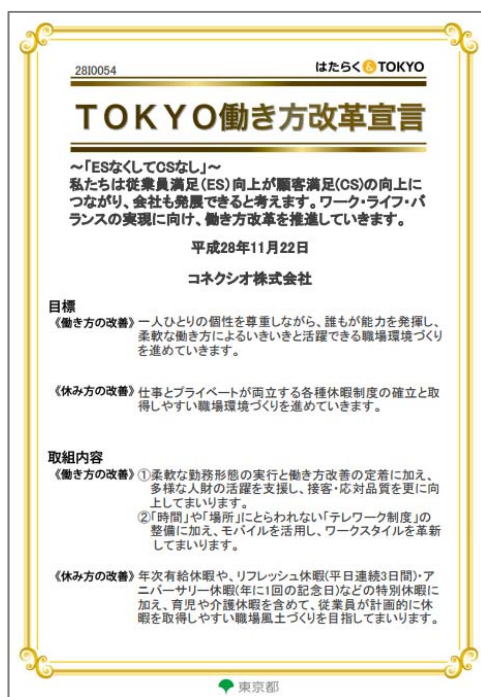 28I0054
はたらく&TOKYO
TOKYO働き方改革宣言
~「ESなくしてCSなし」~
私たちは従業員満足(ES)向上が顧客満足(CS)の向上に
つながり、会社も発展できると考えます。ワーク・ライフ・バ
ランスの実現に向け、働き方改革を推進していきます。
平成28年11月22日
コネクシオ株式会社
目標
《働き方の改善》一人ひとりの個性を尊重しながら、誰もが能力を発揮し、
柔軟な働き方によるいきいきと活躍できる職場環境づくり
を進めていきます。
《休み方の改善》仕事とプライベートが両立する各種休暇制度の確立と取
得しやすい職場環境づくりを進めていきます。
取組内容
《働き方の改善》①柔軟な勤務形態の実行と働き方改善の定着に加え、
多様な人財の活躍を支援し、接客・応対品質を更に向
上してまいります。
②「時間」や「場所」にとらわれない「テレワーク制度」の
整備に加え、モバイルを活用し、ワークスタイルを革新
してまいります。
《休み方の改善》年次有給休暇や、リフレッシュ休暇(平日連続3日間)・ア
ニバーサリー休暇(年に1回の記念日)などの特別休暇に
加え、育児や介護休暇を含めて、従業員が計画的に休
暇を取得しやすい職場風土づくりを目指してまいります。
東京都